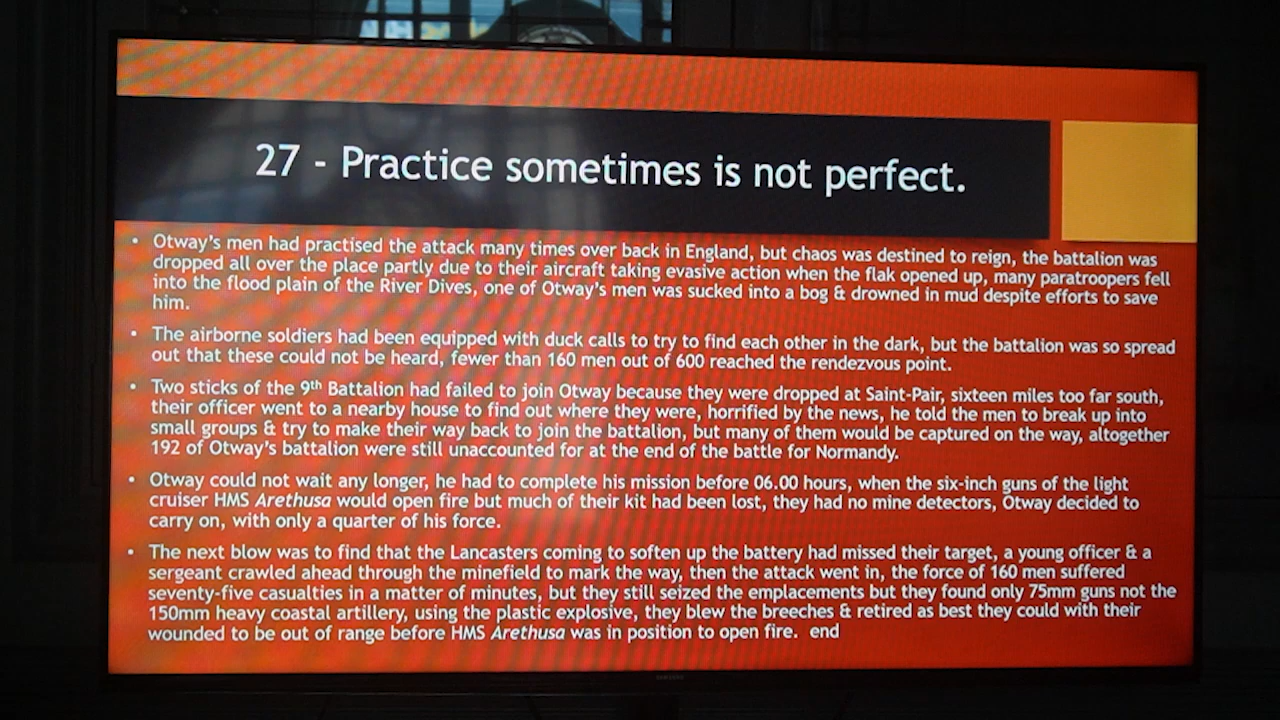 27 - Practice sometimes is not perfect.
• Otway's men had practised the attack many times over back in England, but chaos was destined to reign, the battalion was
dropped all over the place partly due to their aircraft taking evasive action when the flak opened up, many paratroopers fell
into the flood plain of the River Dives, one of Otway's men was sucked into a bog & drowned in mud despite efforts to save
him.
• The airborne soldiers had been equipped with duck calls to try to find each other in the dark, but the battalion was so spread
out that these could not be heard, fewer than 160 men out of 600 reached the rendezvous point.
• Two sticks of the 9th Battalion had failed to join Otway because they were dropped at Saint-Pair, sixteen miles too far south,
their officer went to a nearby house to find out where they were, horrified by the news, he told the men to break up into
small groups & try to make their way back to join the battalion, but many of them would be captured on the way, altogether
192 of Otway's battalion were still unaccounted for at the end of the battle for Normandy.
• Otway could not wait any longer, he had to complete his mission before 06.00 hours, when the six-inch guns of the light
cruiser HMS Arethusa would open fire but much of their kit had been lost, they had no mine detectors, Otway decided to
carry on, with only a quarter of his force.
• The next blow was to find that the Lancasters coming to soften up the battery had missed their target, a young officer & a
sergeant crawled ahead through the minefield to mark the way, then the attack went in, the force of 160 men suffered
seventy-five casualties in a matter of minutes, but they still seized the emplacements but they found only 75mm guns not the
150mm heavy coastal artillery, using the plastic explosive, they blew the breeches & retired as best they could with their
wounded to be out of range before HMS Arethusa was in position to open fire. end
SAMSUNG